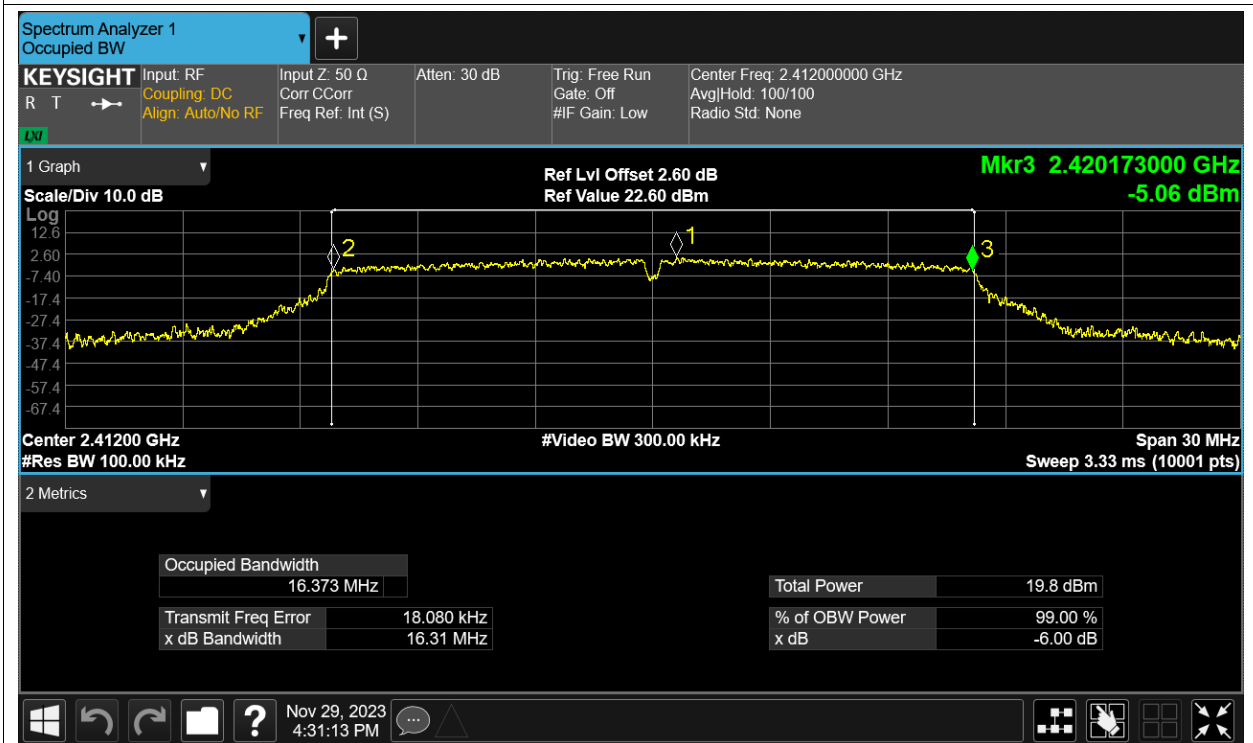 Spectrum Analyzer 1
Occupied BW
KEYSIGHT
R T
LXI
Input: RF
Coupling: DC
Align: Auto/No RF
Input Z: 50 Ω
Corr CCorr
Freq Ref: Int (S)
Atten: 30 dB
Trig: Free Run
Gate: Off
#IF Gain: Low
Center Freq: 2.412000000 GHz
Avg|Hold: 100/100
Radio Std: None
1 Graph
Scale/Div 10.0 dB
Ref Lvl Offset 2.60 dB
Ref Value 22.60 dBm
Mkr3 2.420173000 GHz
-5.06 dBm
Log
12.6
2.60
-7.40
-17.4
-27.4
-37.4
-47.4
-57.4
-67.4
2
1
3
Center 2.41200 GHz
#Res BW 100.00 kHz
#Video BW 300.00 kHz
Span 30 MHz
Sweep 3.33 ms (10001 pts)
2 Metrics
Occupied Bandwidth
16.373 MHz
Transmit Freq Error 18.080 kHz
x dB Bandwidth 16.31 MHz
Total Power 19.8 dBm
% of OBW Power 99.00 %
x dB -6.00 dB
?
Nov 29, 2023
4:31:13 PM